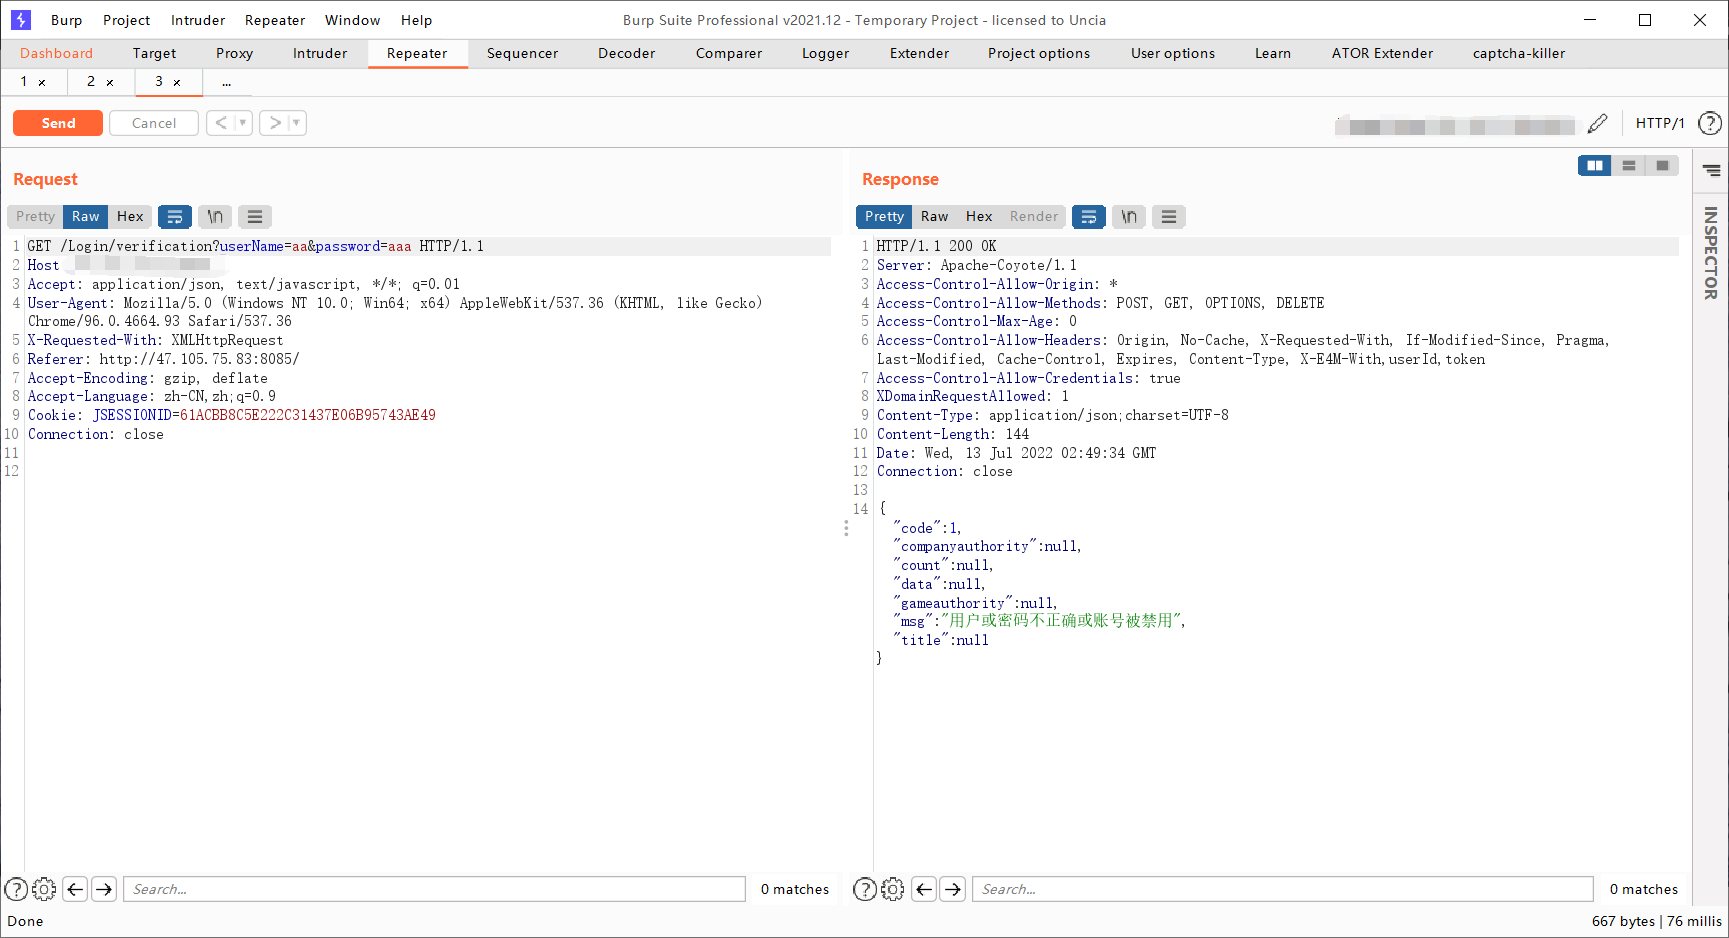 Burp Project Intruder Repeater Window Help
Burp Suite Professional v2021.12 - Temporary Project - licensed to Uncia
Dashboard Target Proxy Intruder Repeater Sequencer Decoder Comparer Logger Extender Project options User options Learn ATOR Extender captcha-killer
1 × 2 × 3 × ...
Send Cancel < ▼ > ▼
HTTP/1 ?
Request
Pretty Raw Hex \n
1 GET /Login/verification?userName=aa&password=aaa HTTP/1.1
2 Host
3 Accept: application/json, text/javascript, */*; q=0.01
4 User-Agent: Mozilla/5.0 (Windows NT 10.0; Win64; x64) AppleWebKit/537.36 (KHTML, like Gecko)
Chrome/96.0.4664.93 Safari/537.36
5 X-Requested-With: XMLHttpRequest
6 Referer: http://47.105.75.83:8085/
7 Accept-Encoding: gzip, deflate
8 Accept-Language: zh-CN,zh;q=0.9
9 Cookie: JSESSIONID=61ACBB8C5E222C31437E06B95743AE49
10 Connection: close
11
12
? Search... 0 matches
Response
Pretty Raw Hex Render \n
1 HTTP/1.1 200 OK
2 Server: Apache-Coyote/1.1
3 Access-Control-Allow-Origin: *
4 Access-Control-Allow-Methods: POST, GET, OPTIONS, DELETE
5 Access-Control-Max-Age: 0
6 Access-Control-Allow-Headers: Origin, No-Cache, X-Requested-With, If-Modified-Since, Pragma,
Last-Modified, Cache-Control, Expires, Content-Type, X-E4M-With,userId,token
7 Access-Control-Allow-Credentials: true
8 XDomainRequestAllowed: 1
9 Content-Type: application/json;charset=UTF-8
10 Content-Length: 144
11 Date: Wed, 13 Jul 2022 02:49:34 GMT
12 Connection: close
13
14 {
"code":1,
"companyauthority":null,
"count":null,
"data":null,
"gameauthority":null,
"msg":"用户或密码不正确或账号被禁用",
"title":null
}
? Search... 0 matches
INSPECTOR
Done
667 bytes | 76 millis